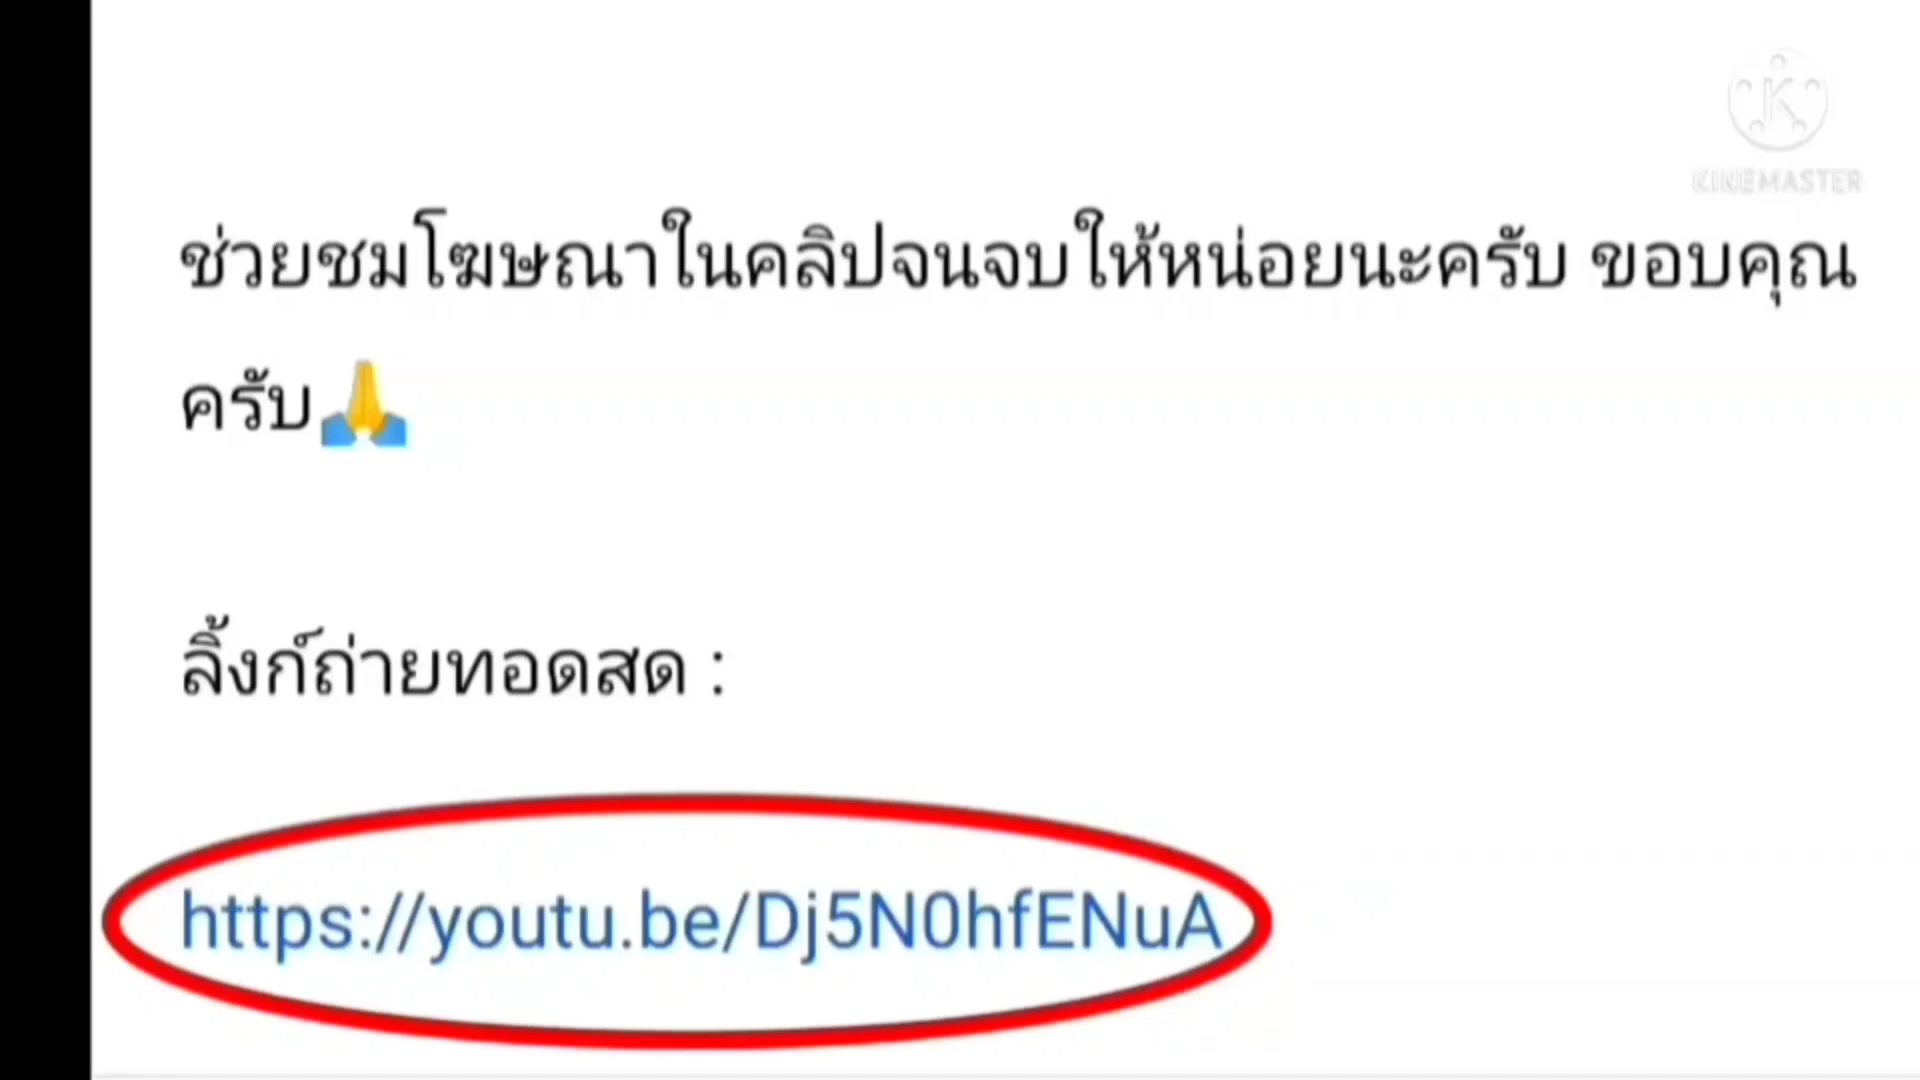 KINEMASTER
ช่วยชมโฆษณาในคลิปจนจบให้หน่อยนะครับ ขอบคุณ
ครับ🙏
ลิ้งก์ถ่ายทอดสด :
https://youtu.be/Dj5N0hfENuA